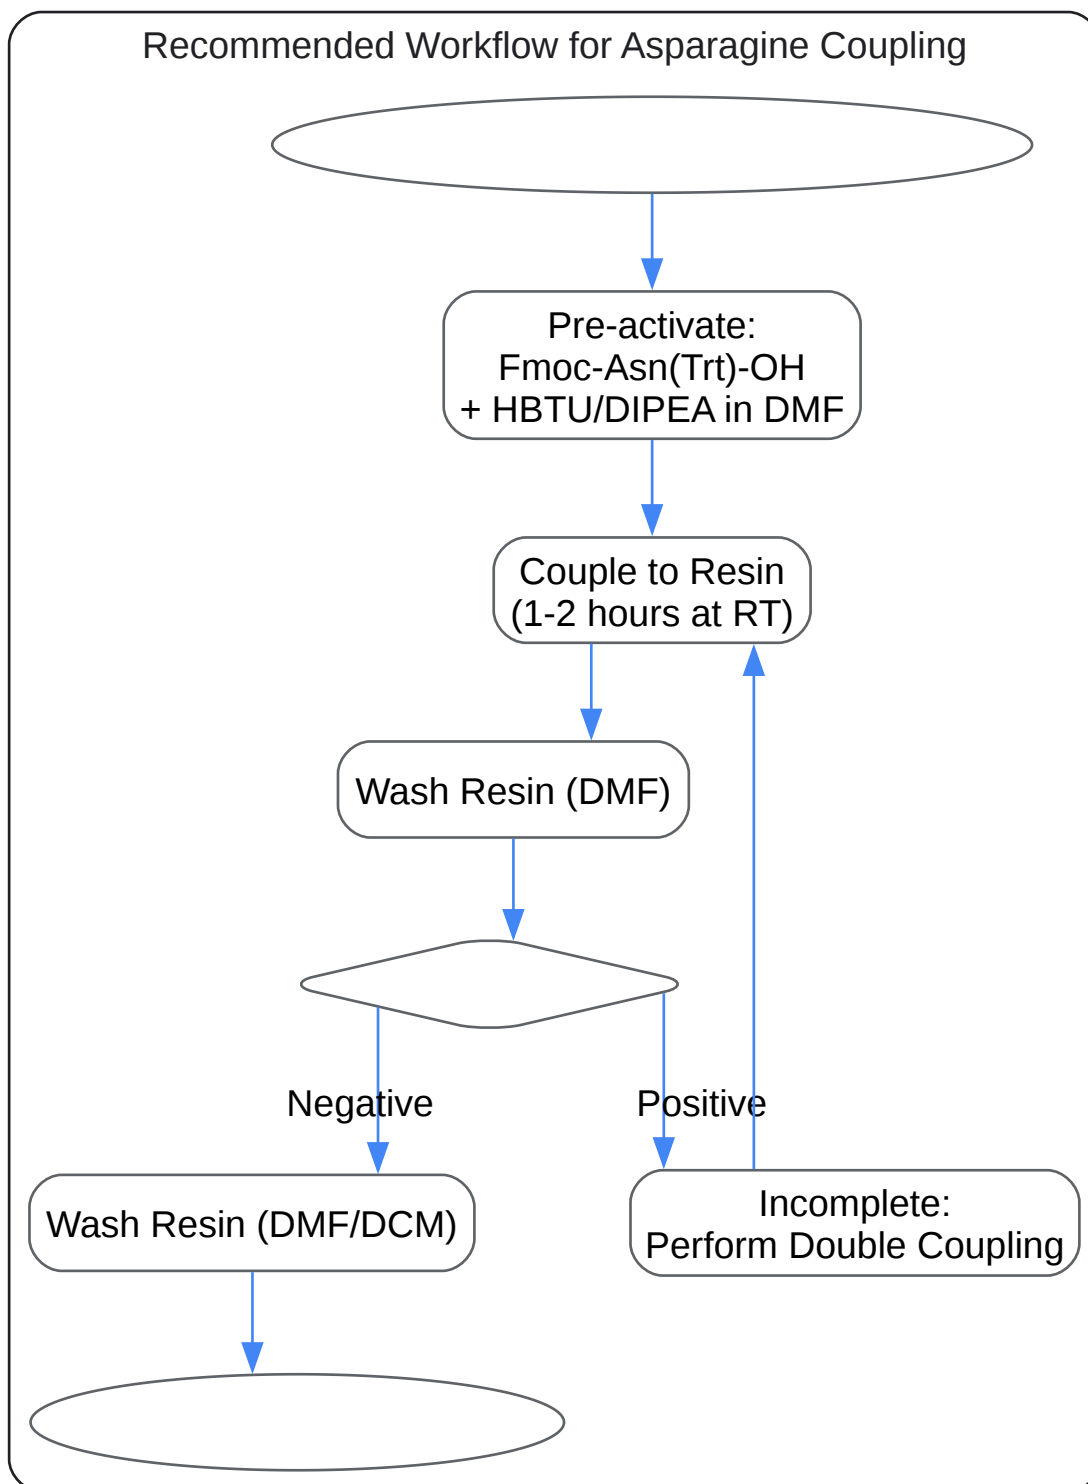 Recommended Workflow for Asparagine Coupling
Pre-activate:
Fmoc-Asn(Trt)-OH
+ HBTU/DIPEA in DMF
Couple to Resin
(1-2 hours at RT)
Wash Resin (DMF)
Negative
Positive
Wash Resin (DMF/DCM)
Incomplete:
Perform Double Coupling